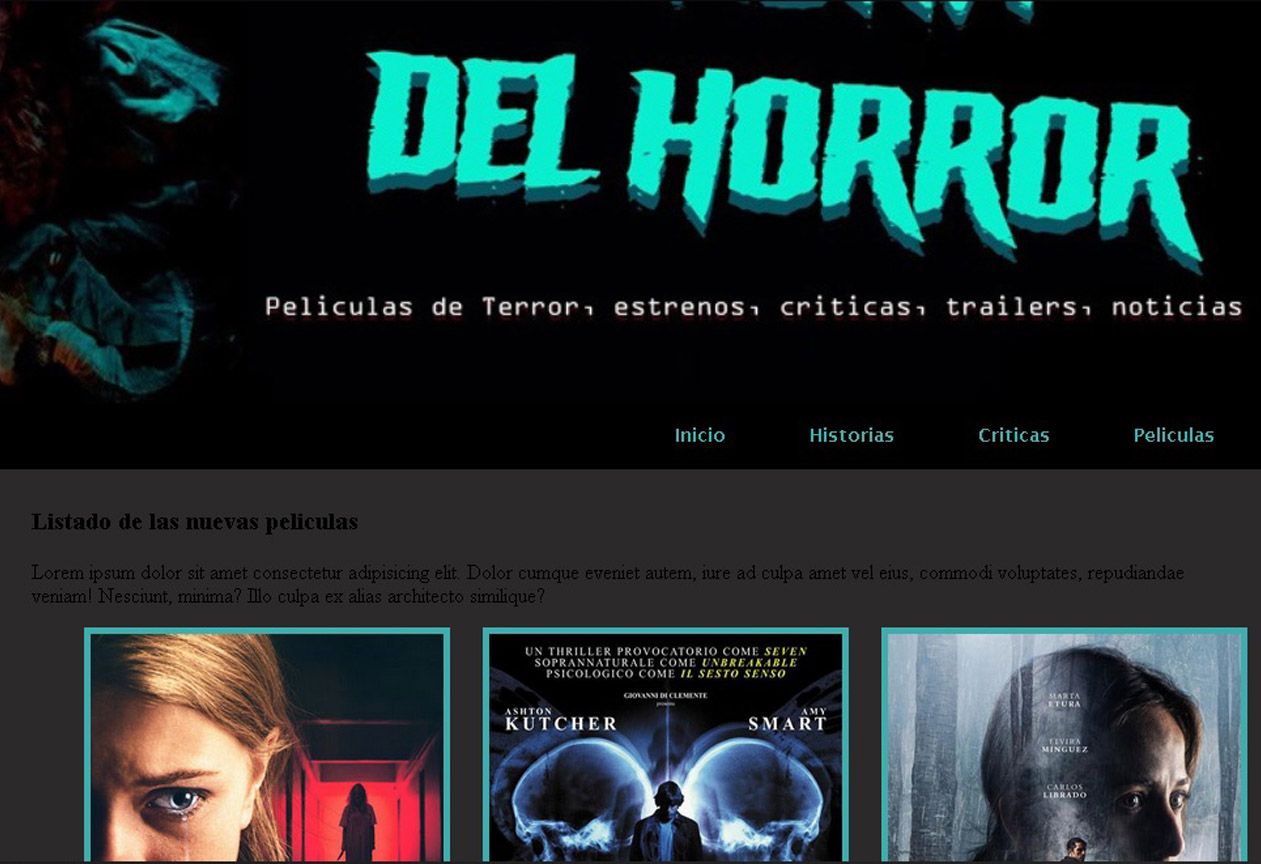 DEL HORROR
Peliculas de Terror, estrenos, criticas, trailers, noticias
Inicio Historias Criticas Peliculas
Listado de las nuevas peliculas
Lorem ipsum dolor sit amet consectetur adipisicing elit. Dolor cumque eveniet autem, iure ad culpa amet vel eius, commodi voluptates, repudiandae
veniam! Nesciunt, minima? Illo culpa ex alias architecto similique?
UN THRILLER PROVOCATORIO COME SEVEN
SOPRANNATURALE COME UNBREAKABLE
PSICOLOGICO COME IL SESTO SENSO
GIOVANNI DI CLEMENTE
presenta
ASHTON
KUTCHER
AMY
SMART
MARTA
ETURA
ELVIRA
MINGUEZ
CARLOS
LIBRADO